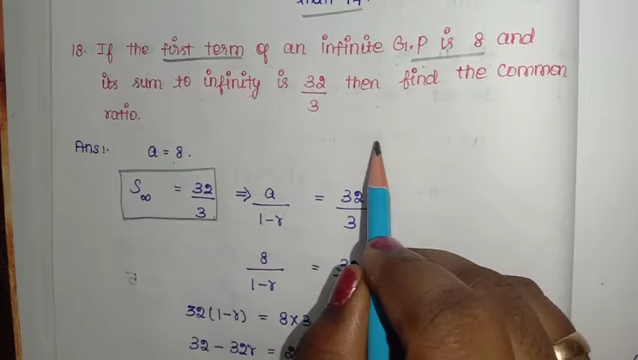 18. If the first term of an infinite G.P is 8 and
its sum to infinity is 32/3 then find the common
ratio.
Ans:- a = 8.
S∞ = 32/3 ⇒ a/1-r = 32/3
8/1-r =
32(1-r) = 8×3
32 - 32r =